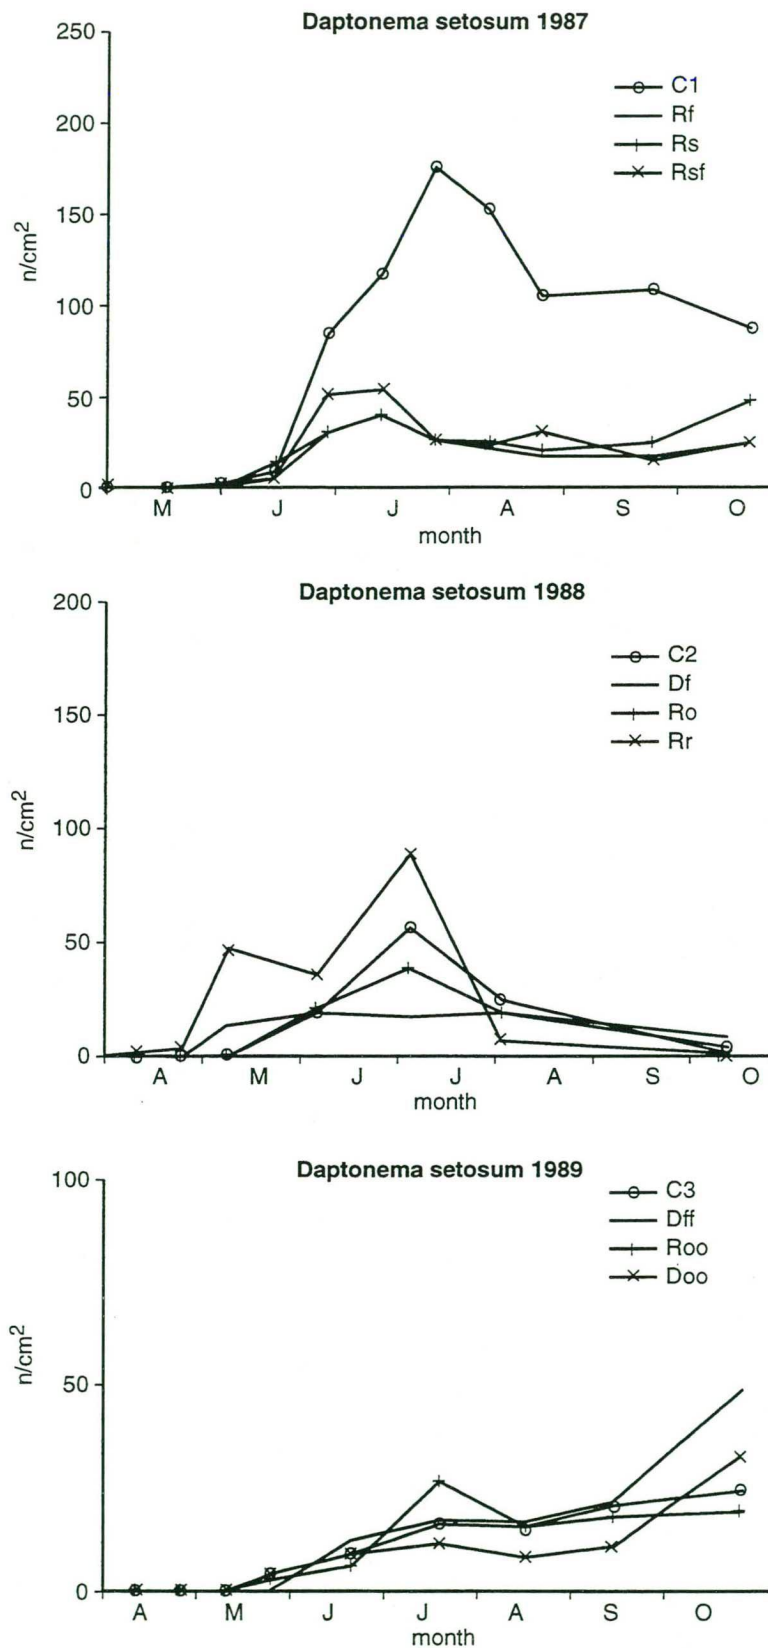 Daptonema setosum 1987
250
200
150
100
50
0
n/cm²
C1
Rf
Rs
Rsf
M J J A S O
month
Daptonema setosum 1988
200
150
100
50
0
n/cm²
C2
Df
Ro
Rr
A M J J A S O
month
Daptonema setosum 1989
100
50
0
n/cm²
C3
Dff
Roo
Doo
A M J J A S O
month